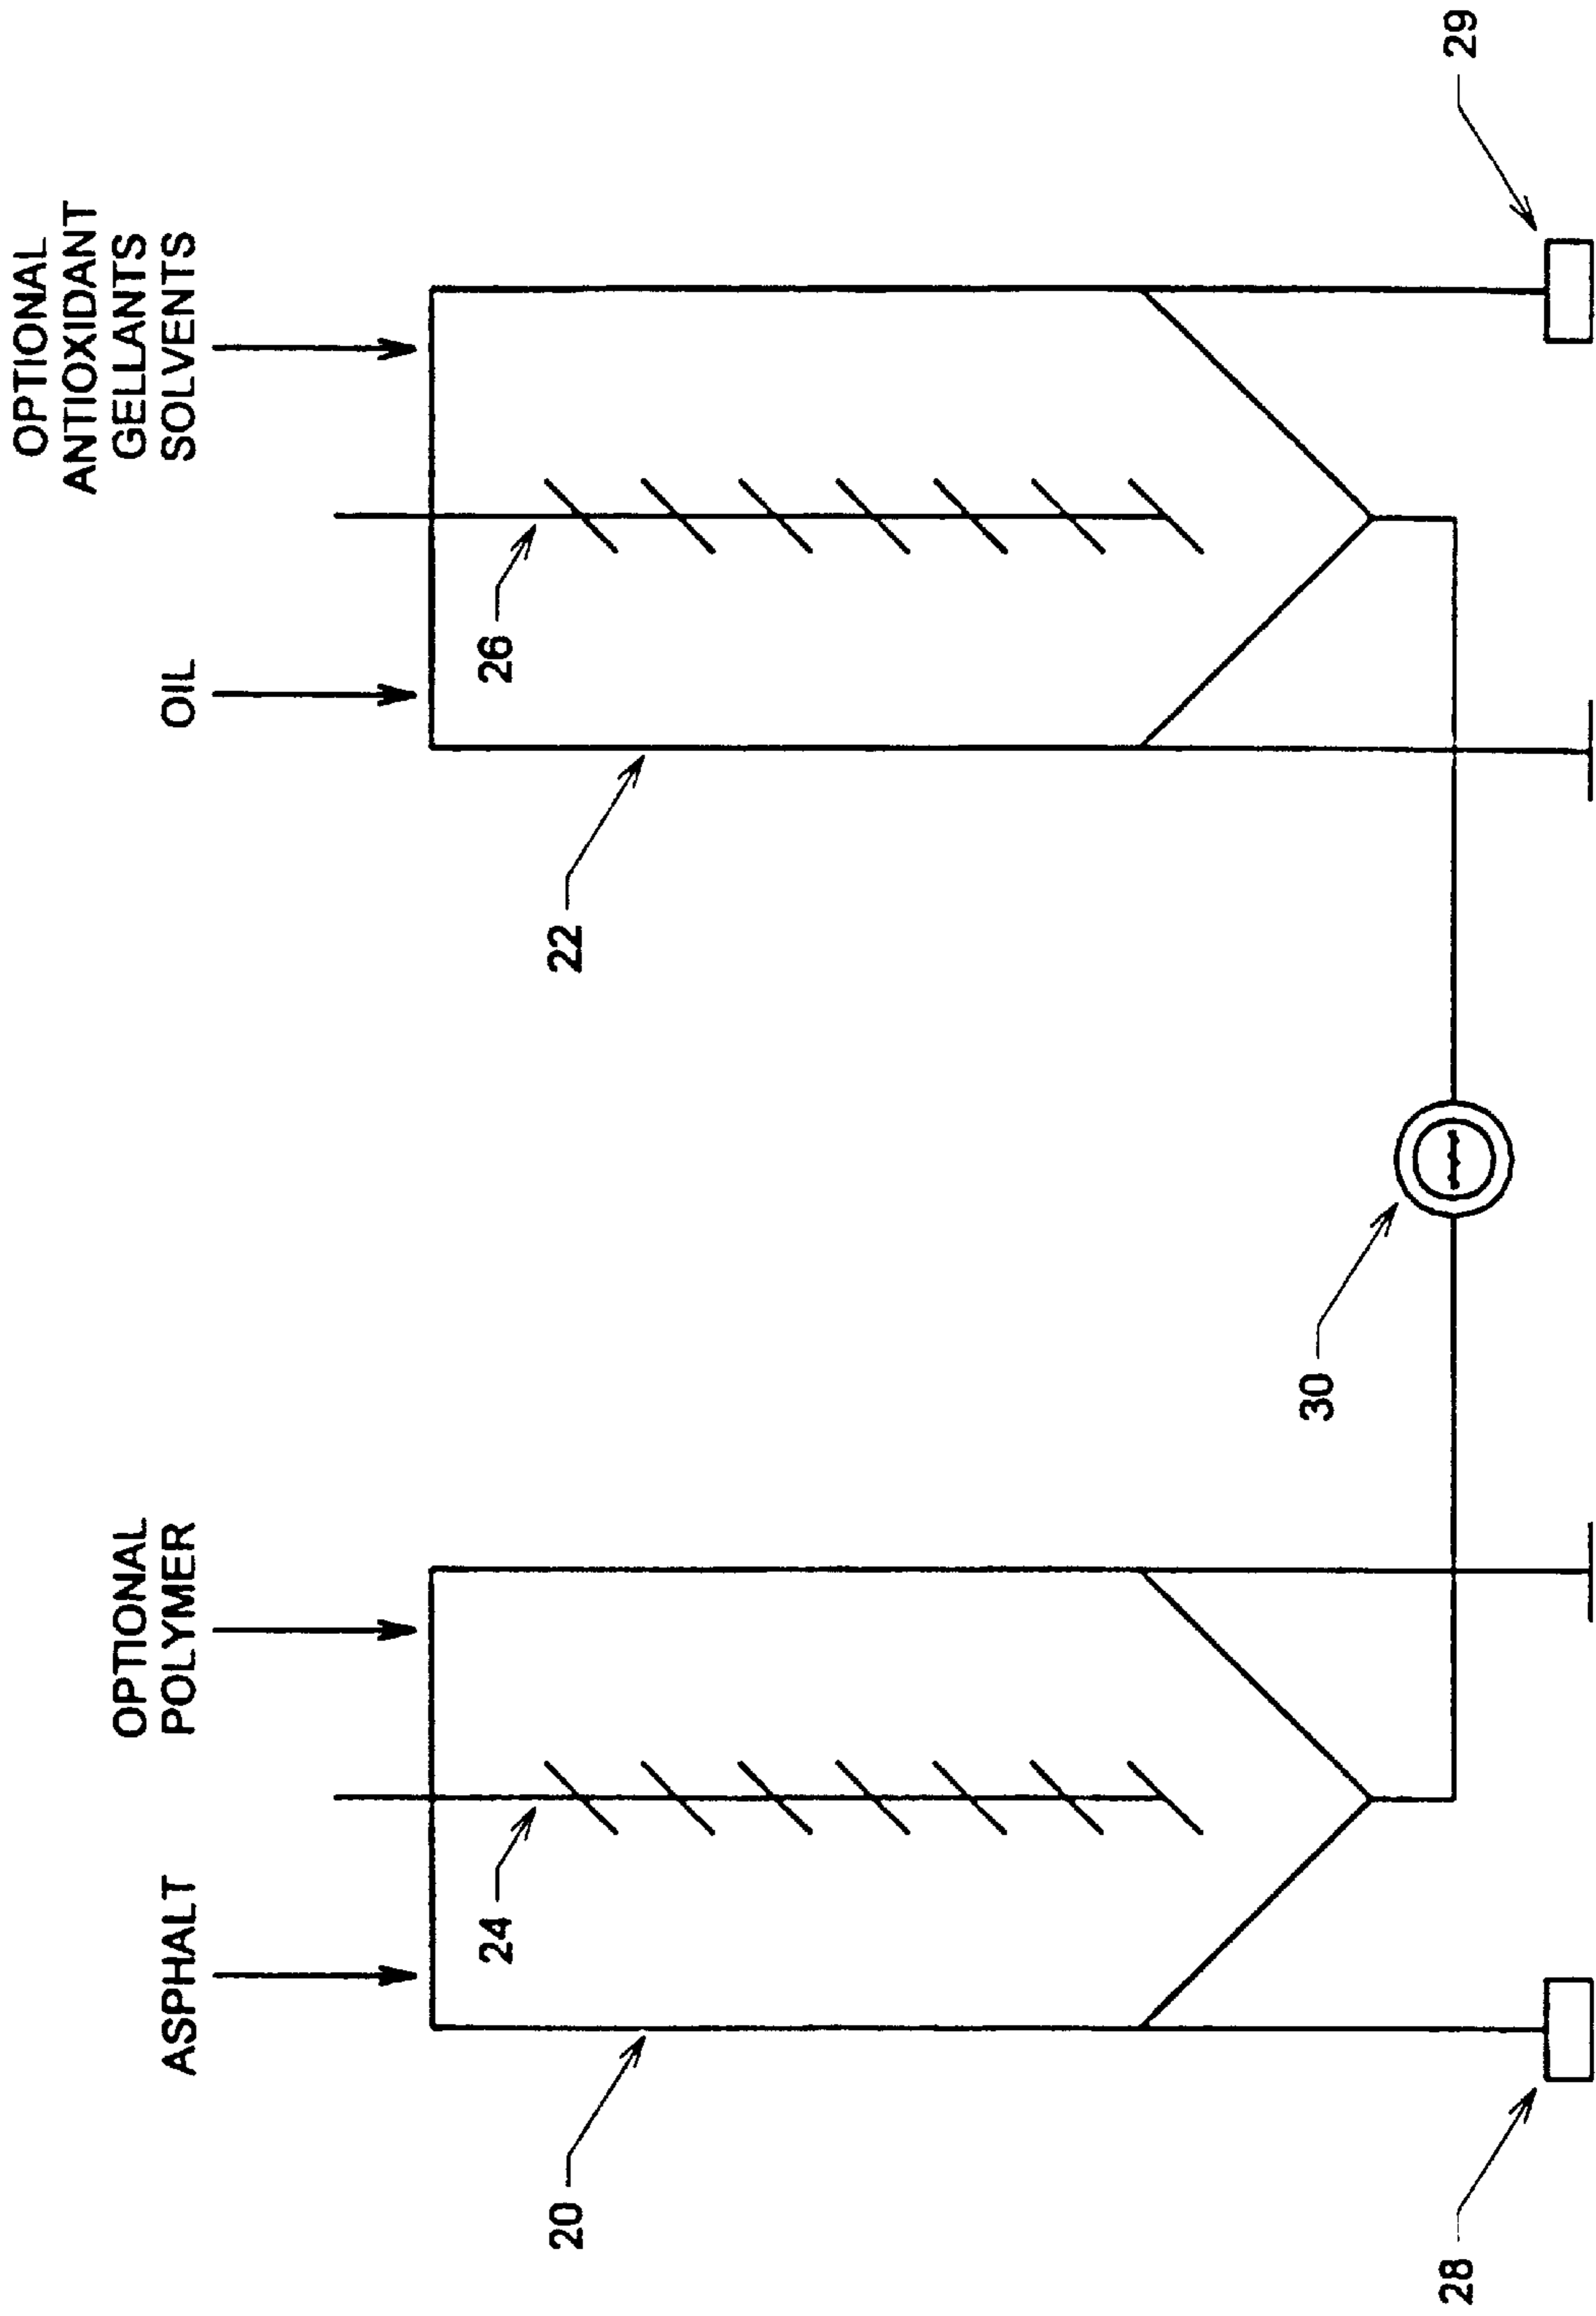 ASPHALT
OPTIONAL
POLYMER
OIL
OPTIONAL
ANTIOXIDANT
GELLANTS
SOLVENTS
24
26
20
22
30
28
29